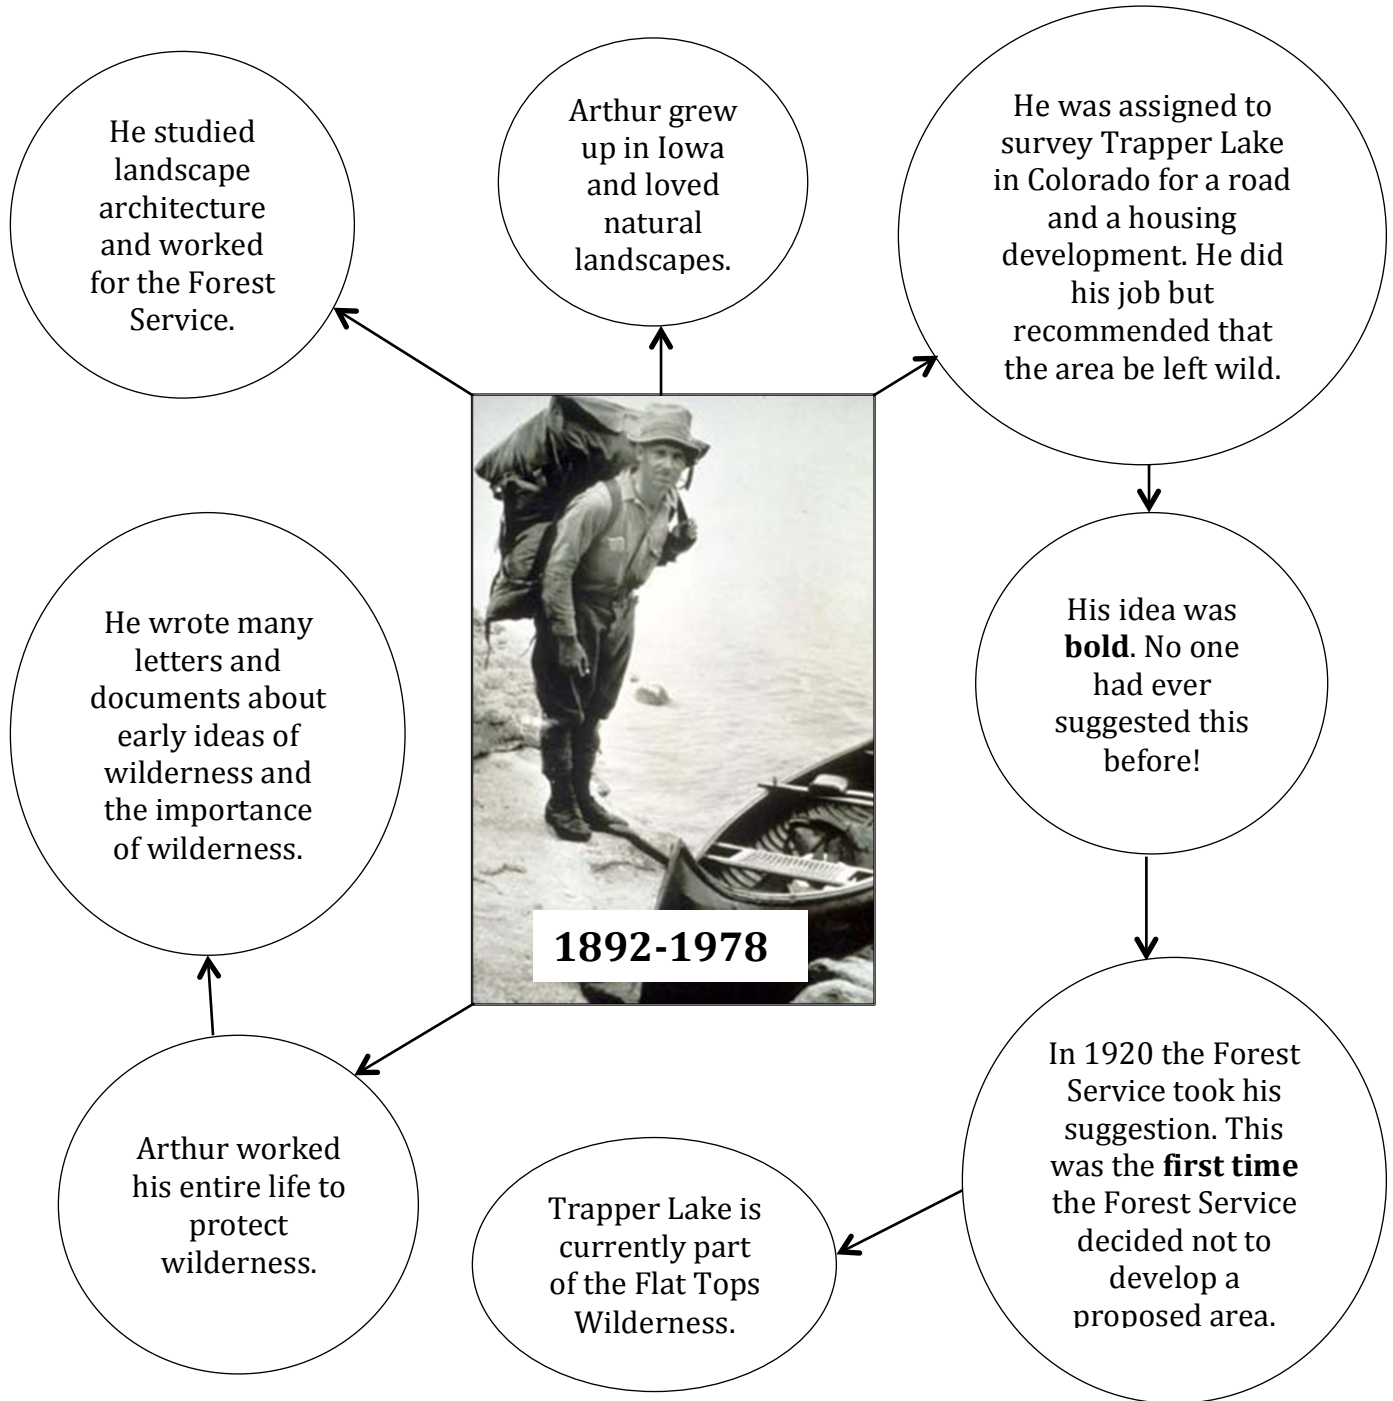 He studied
landscape
architecture
and worked
for the Forest
Service.
Arthur grew
up in Iowa
and loved
natural
landscapes.
He was assigned to
survey Trapper Lake
in Colorado for a road
and a housing
development. He did
his job but
recommended that
the area be left wild.
His idea was
bold. No one
had ever
suggested this
before!
In 1920 the Forest
Service took his
suggestion. This
was the first time
the Forest Service
decided not to
develop a
proposed area.
Trapper Lake is
currently part
of the Flat Tops
Wilderness.
Arthur worked
his entire life to
protect
wilderness.
He wrote many
letters and
documents about
early ideas of
wilderness and
the importance
of wilderness.
1892-1978